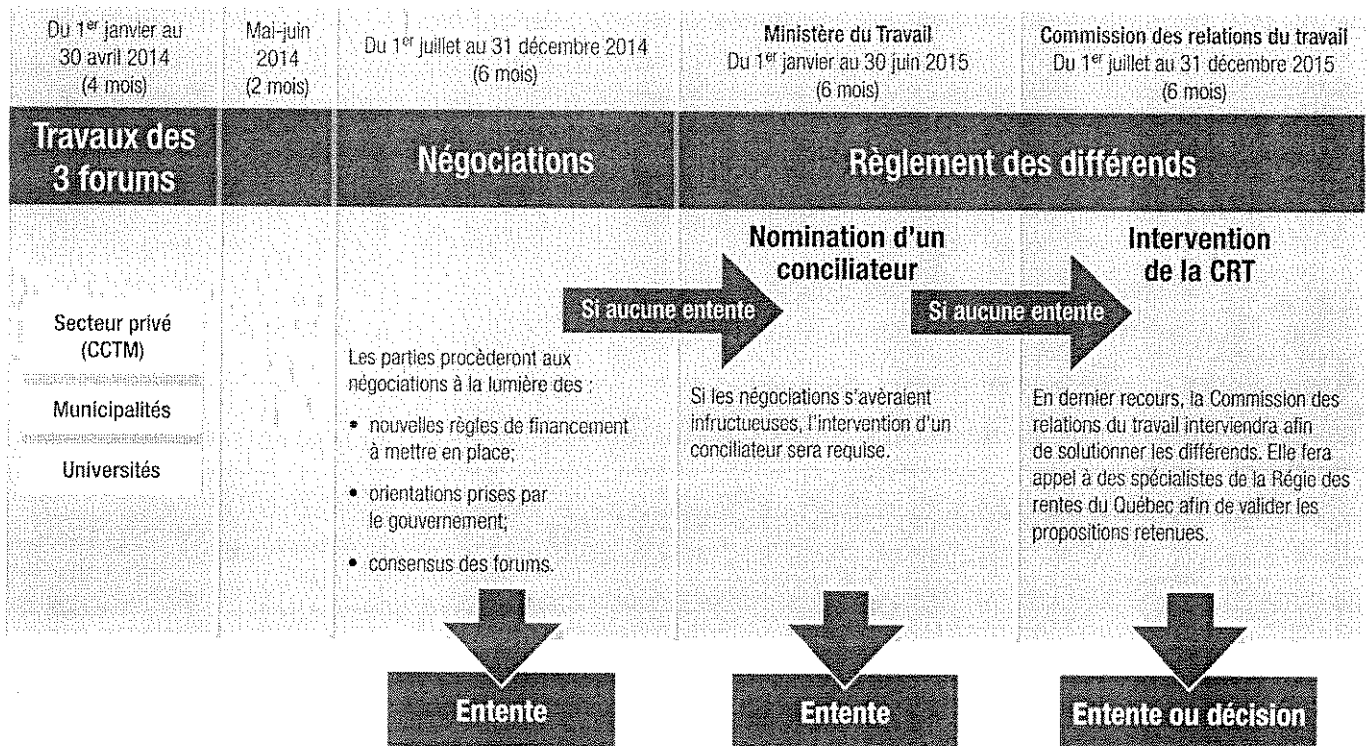 Du 1er janvier au
30 avril 2014
(4 mois)
Mai-juin
2014
(2 mois)
Du 1er juillet au 31 décembre 2014
(6 mois)
Ministère du Travail
Du 1er janvier au 30 juin 2015
(6 mois)
Commission des relations du travail
Du 1er juillet au 31 décembre 2015
(6 mois)
Travaux des
3 forums
Négociations
Règlement des différends
Secteur privé
(CCTM)
Municipalités
Universités
Les parties procèderont aux
négociations à la lumière des :
• nouvelles règles de financement
à mettre en place;
• orientations prises par
le gouvernement;
• consensus des forums.
Si aucune entente
Nomination d'un
conciliateur
Si les négociations s'avèraient
infructueuses, l'intervention d'un
conciliateur sera requise.
Si aucune entente
Intervention
de la CRT
En dernier recours, la Commission des
relations du travail interviendra afin
de solutionner les différends. Elle fera
appel à des spécialistes de la Régie des
rentes du Québec afin de valider les
propositions retenues.
Entente
Entente
Entente ou décision